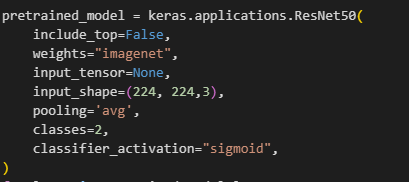 pretrained_model = keras.applications.ResNet50(
    include_top=False,
    weights="imagenet",
    input_tensor=None,
    input_shape=(224, 224,3),
    pooling='avg',
    classes=2,
    classifier_activation="sigmoid",
)